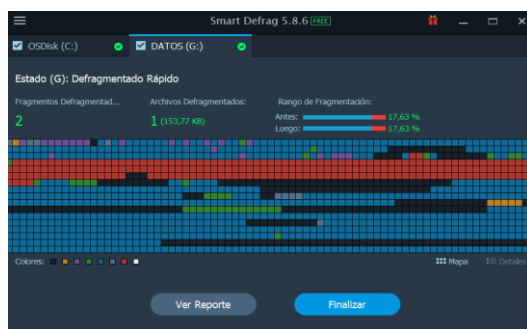 Smart Defrag 5.8.6 FREE
OSDisk (C:)
DATOS (G:)
Estado (G): Defragmentado Rápido
Fragmentos Defragmentad...
Archivos Defragmentados:
Rango de Fragmentación:
2
1 (153,77 KB)
Antes: 17,63 %
Luego: 17,63 %
Colores:
Mapa
Detalles
Ver Reporte
Finalizar